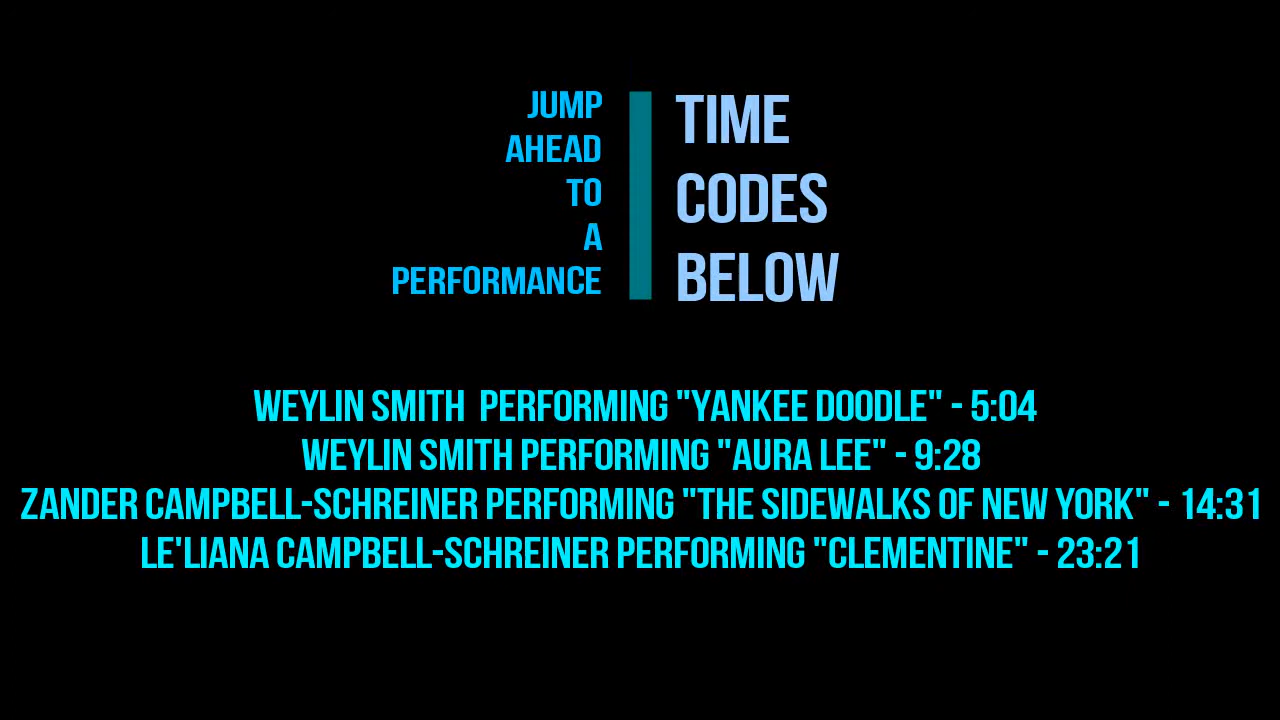 JUMP
AHEAD
TO
A
PERFORMANCE
TIME
CODES
BELOW
WEYLIN SMITH  PERFORMING "YANKEE DOODLE" - 5:04
WEYLIN SMITH PERFORMING "AURA LEE" - 9:28
ZANDER CAMPBELL-SCHREINER PERFORMING "THE SIDEWALKS OF NEW YORK" - 14:31
LE'LIANA CAMPBELL-SCHREINER PERFORMING "CLEMENTINE" - 23:21